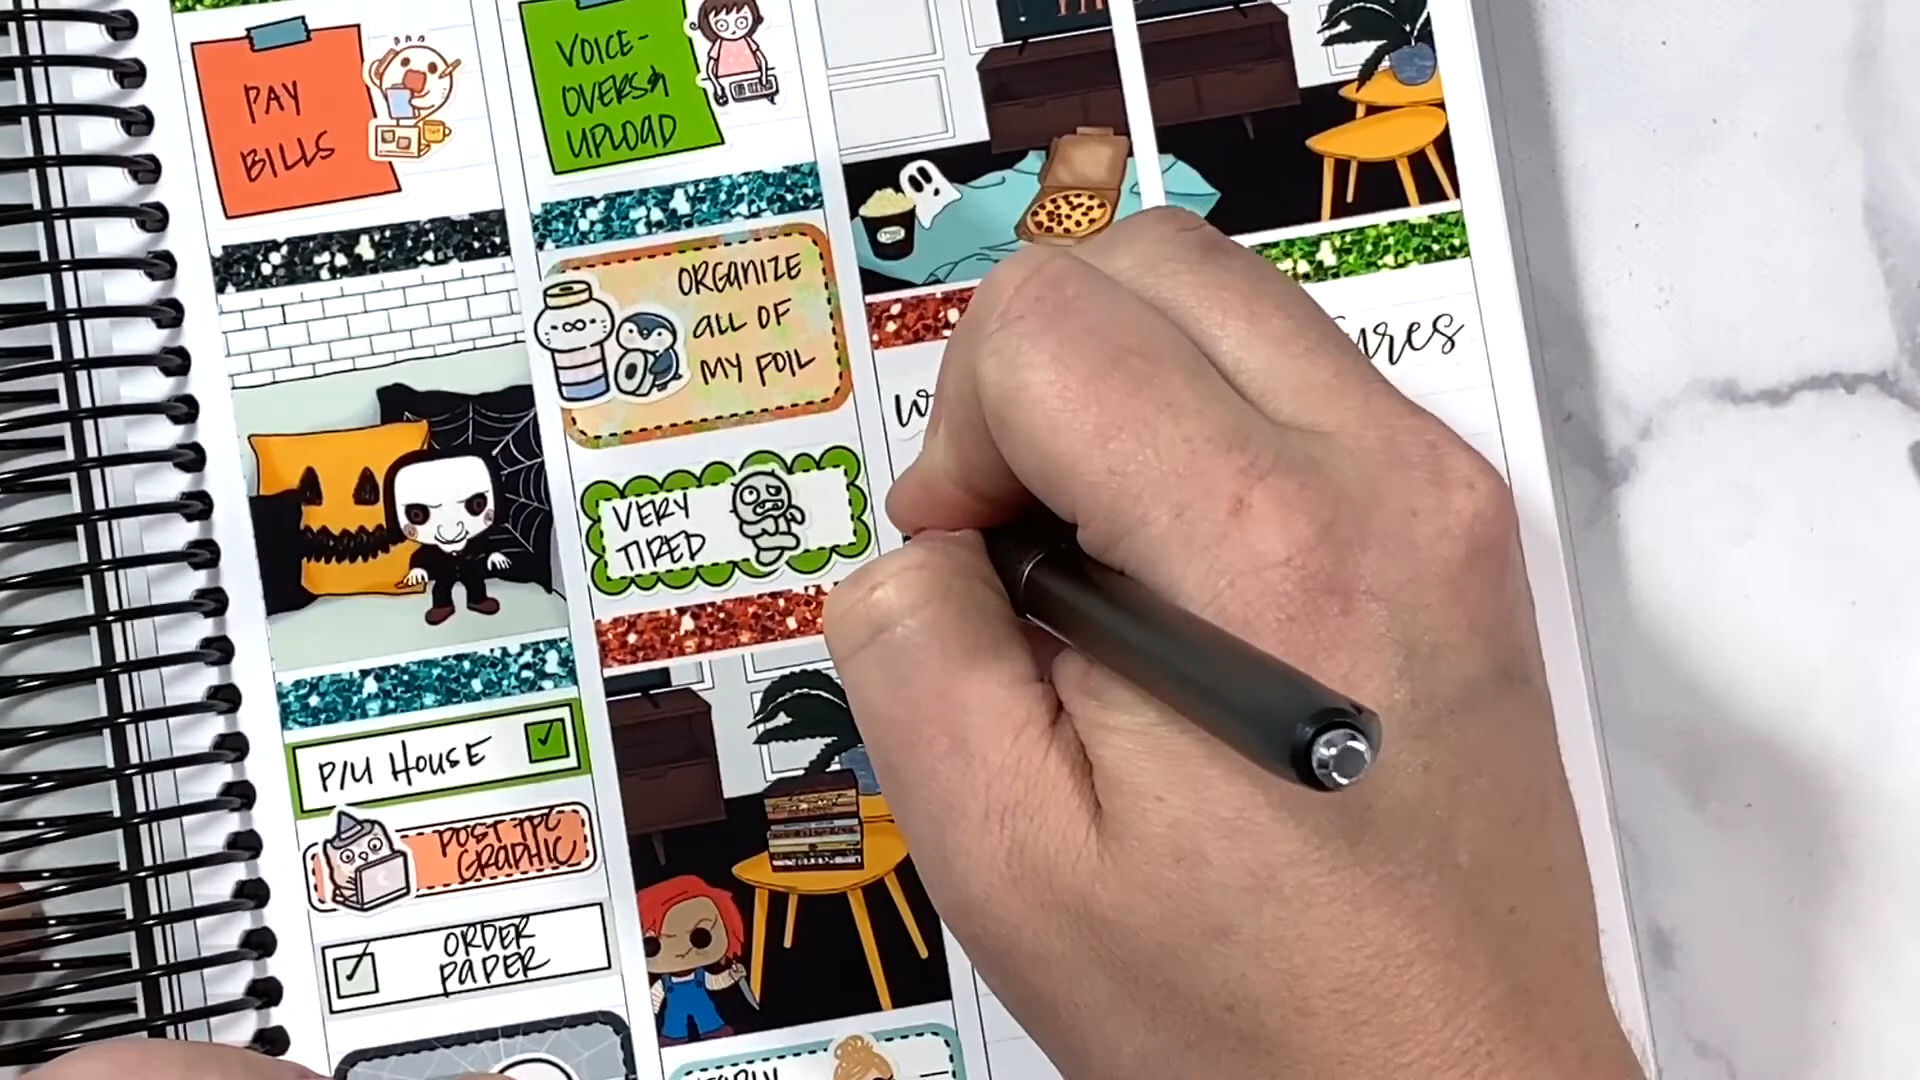 PAY
BILLS
VOICE-
OVERS &
UPLOAD
ORGANIZE
ALL OF
MY FOIL
VERY
TIRED
P/U HOUSE
POST TPC
GRAPHIC
ORDER
PAPER